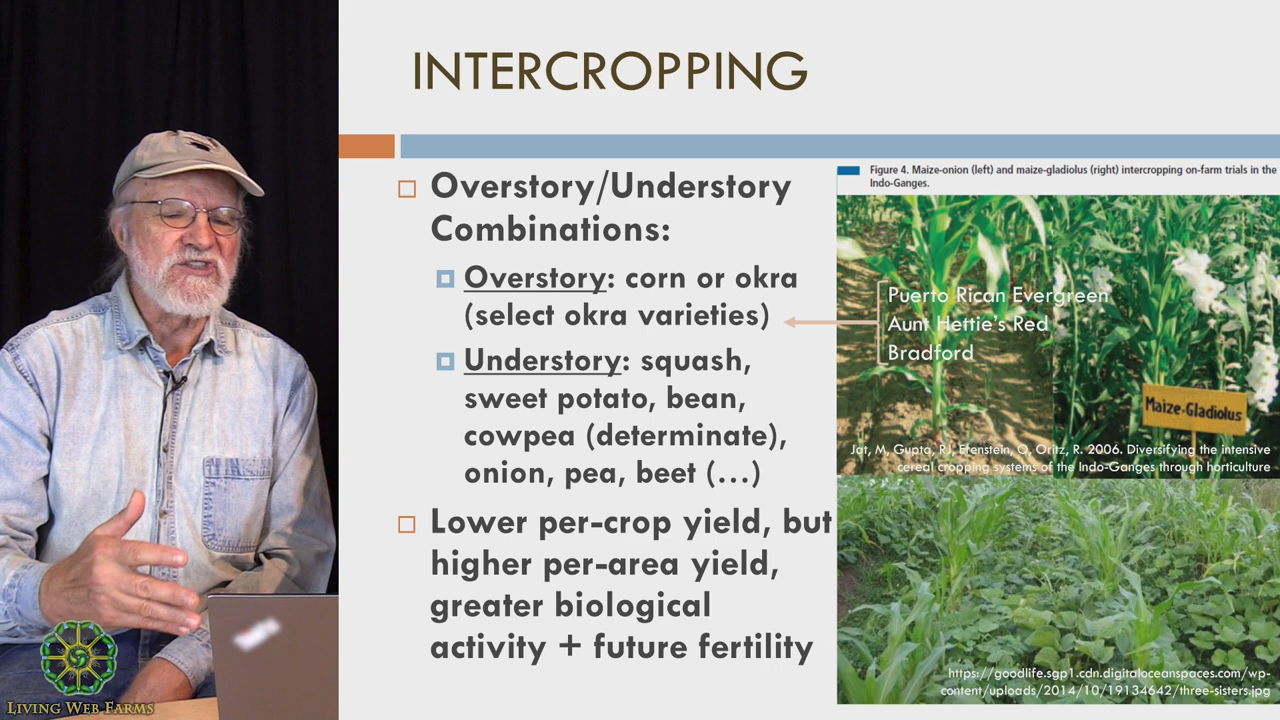 INTERCROPPING
Overstory/Understory
Combinations:
Overstory: corn or okra
(select okra varieties)
Understory: squash,
sweet potato, bean,
cowpea (determinate),
onion, pea, beet (…)
Lower per-crop yield, but
higher per-area yield,
greater biological
activity + future fertility
Figure 4. Maize-onion (left) and maize-gladiolus (right) intercropping on-farm trials in the
Indo-Ganges.
Puerto Rican Evergreen
Aunt Hettie's Red
Bradford
Maize-Gladiolus
Jat, M, Gupta, RJ, Erenstein, O, Oritz, R. 2006. Diversifying the intensive
cereal cropping systems of the Indo-Ganges through horticulture
https://goodlife.sgp1.cdn.digitaloceanspaces.com/wp-
content/uploads/2014/10/19134642/three-sisters.jpg
LIVING WEB FARMS